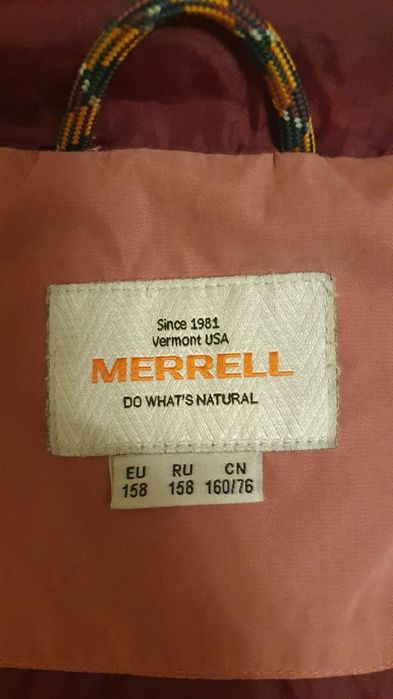 Since 1981
Vermont USA
MERRELL
DO WHAT'S NATURAL
EU RU CN
158 158 160/76